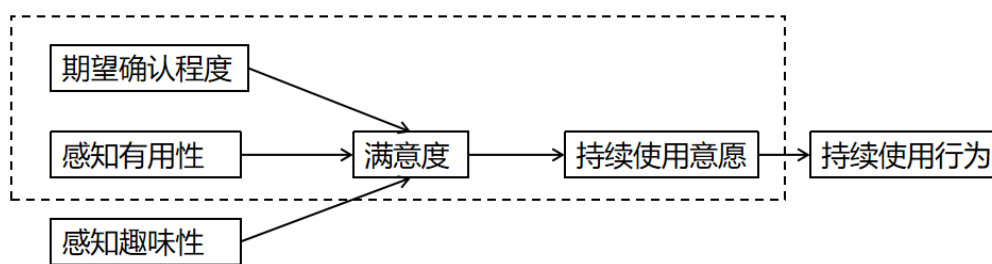 期望确认程度
感知有用性
满意度
持续使用意愿
持续使用行为
感知趣味性